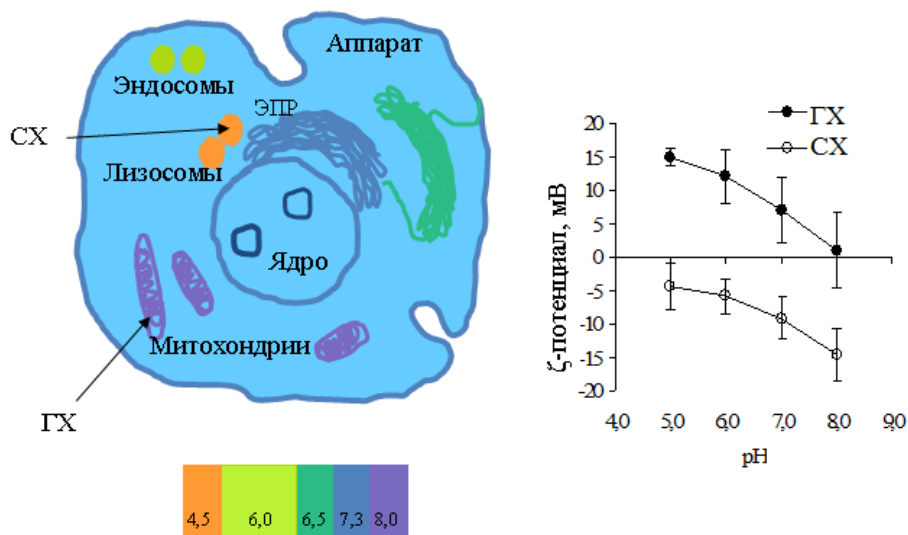 Аппарат
Эндосомы
ЭПР
СХ
Лизосомы
Ядро
Митохондрии
ГХ
4,5 6,0 6,5 7,3 8,0
ГХ
СХ
20
15
10
5
0
-5
-10
-15
-20
ζ-потенциал, мВ
4,0 5,0 6,0 7,0 8,0 9,0
pH